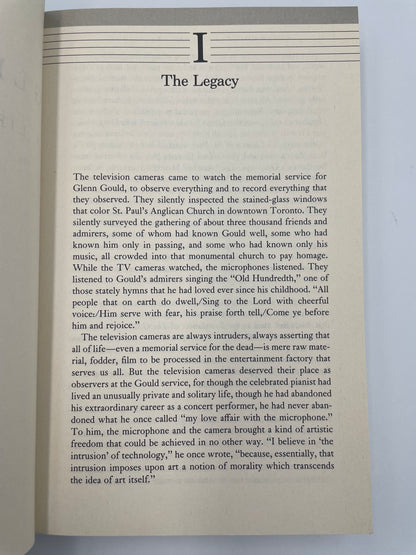 I
The Legacy
The television cameras came to watch the memorial service for
Glenn Gould, to observe everything and to record everything that
they observed. They silently inspected the stained-glass windows
that color St. Paul's Anglican Church in downtown Toronto. They
silently surveyed the gathering of about three thousand friends and
admirers, some of whom had known Gould well, some who had
known him only in passing, and some who had known only his
music, all crowded into that monumental church to pay homage.
While the TV cameras watched, the microphones listened. They
listened to Gould's admirers singing the "Old Hundredth," one of
those stately hymns that he had loved ever since his childhood. "All
people that on earth do dwell,/Sing to the Lord with cheerful
voice:/Him serve with fear, his praise forth tell,/Come ye before
him and rejoice."
The television cameras are always intruders, always asserting that
all of life—even a memorial service for the dead—is mere raw mate-
rial, fodder, film to be processed in the entertainment factory that
serves us all. But the television cameras deserved their place as
observers at the Gould service, for though the celebrated pianist had
lived an unusually private and solitary life, though he had abandoned
his extraordinary career as a concert performer, he had never aban-
doned what he once called "my love affair with the microphone."
To him, the microphone and the camera brought a kind of artistic
freedom that could be achieved in no other way. "I believe in 'the
intrusion' of technology," he once wrote, "because, essentially, that
intrusion imposes upon art a notion of morality which transcends
the idea of art itself."